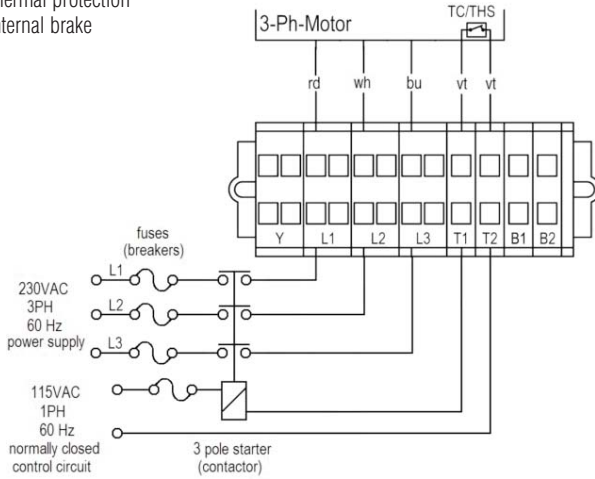 hermal protection
nternal brake
3-Ph-Motor
TC/THS
rd wh bu vt vt
Y L1 L2 L3 T1 T2 B1 B2
fuses
(breakers)
L1
L2
L3
230VAC
3PH
60 Hz
power supply
115VAC
1PH
60 Hz
normally closed
control circuit
3 pole starter
(contactor)